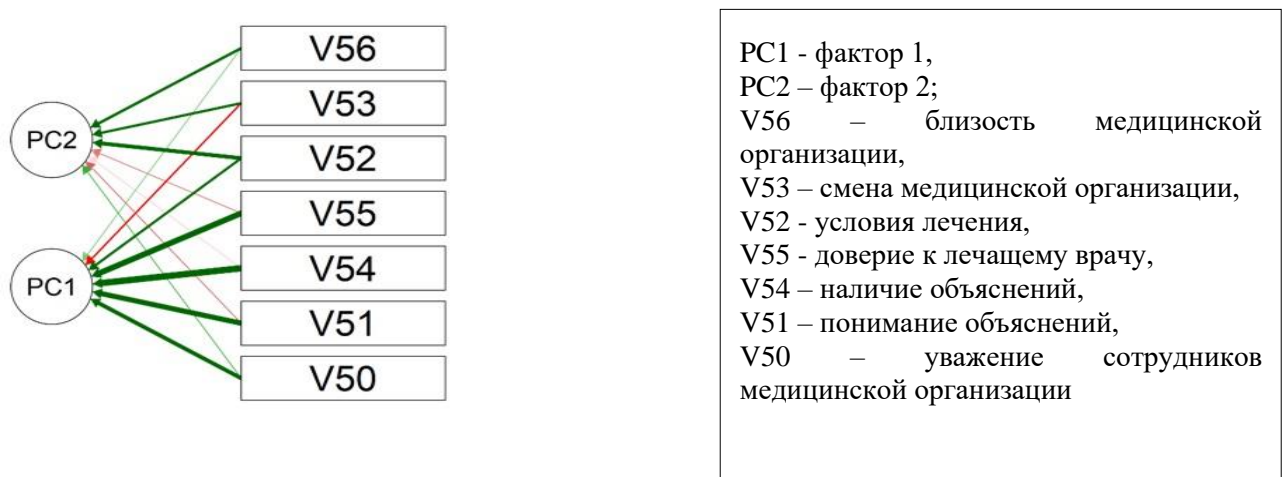 V56
V53
V52
V55
V54
V51
V50
PC2
PC1
PC1 - фактор 1,
PC2 – фактор 2;
V56 – близость медицинской
организации,
V53 – смена медицинской организации,
V52 - условия лечения,
V55 - доверие к лечащему врачу,
V54 – наличие объяснений,
V51 – понимание объяснений,
V50 – уважение сотрудников
медицинской организации